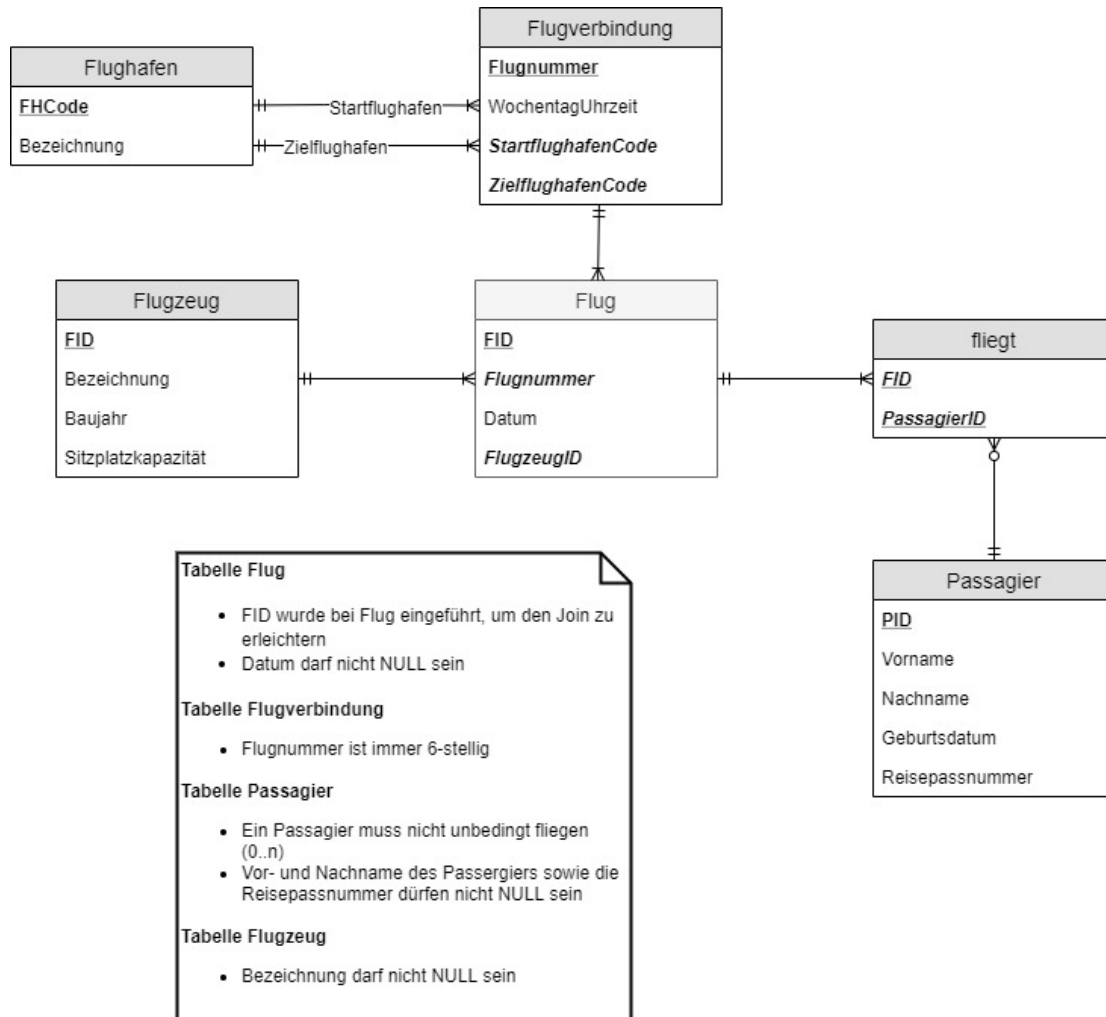 Flugverbindung
Flugnummer
WochentagUhrzeit
StartflughafenCode
ZielflughafenCode
Flughafen
FHCode
Bezeichnung
Startflughafen
Zielflughafen
Flugzeug
FID
Bezeichnung
Baujahr
Sitzplatzkapazität
Flug
FID
Flugnummer
Datum
FlugzeugID
fliegt
FID
PassagierID
Passagier
PID
Vorname
Nachname
Geburtsdatum
Reisepassnummer
Tabelle Flug
• FID wurde bei Flug eingeführt, um den Join zu
erleichtern
• Datum darf nicht NULL sein
Tabelle Flugverbindung
• Flugnummer ist immer 6-stellig
Tabelle Passagier
• Ein Passagier muss nicht unbedingt fliegen
(0..n)
• Vor- und Nachname des Passergiers sowie die
Reisepassnummer dürfen nicht NULL sein
Tabelle Flugzeug
• Bezeichnung darf nicht NULL sein